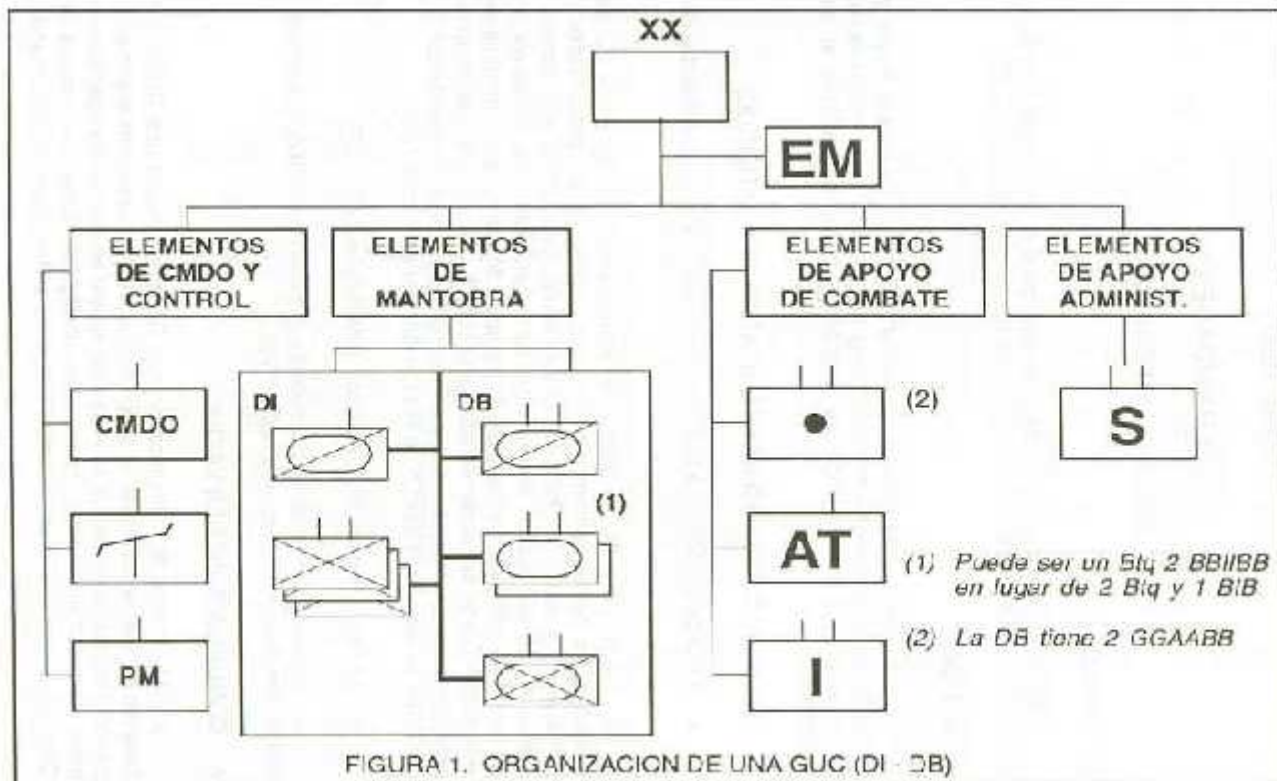 XX
EM
ELEMENTOS
DE CMDO Y
CONTROL
ELEMENTOS
DE
MANTOBRA
ELEMENTOS
DE APOYO
DE COMBATE
ELEMENTOS
DE APOYO
ADMINIST.
CMDO
PM
DI
DB
(1)
(2)
AT
I
S
(1) Puede ser un Btq 2 BBIIBB
en lugar de 2 Btq y 1 BIB
(2) La DB tiene 2 GGAABB
FIGURA 1. ORGANIZACION DE UNA GUC (DI - DB)